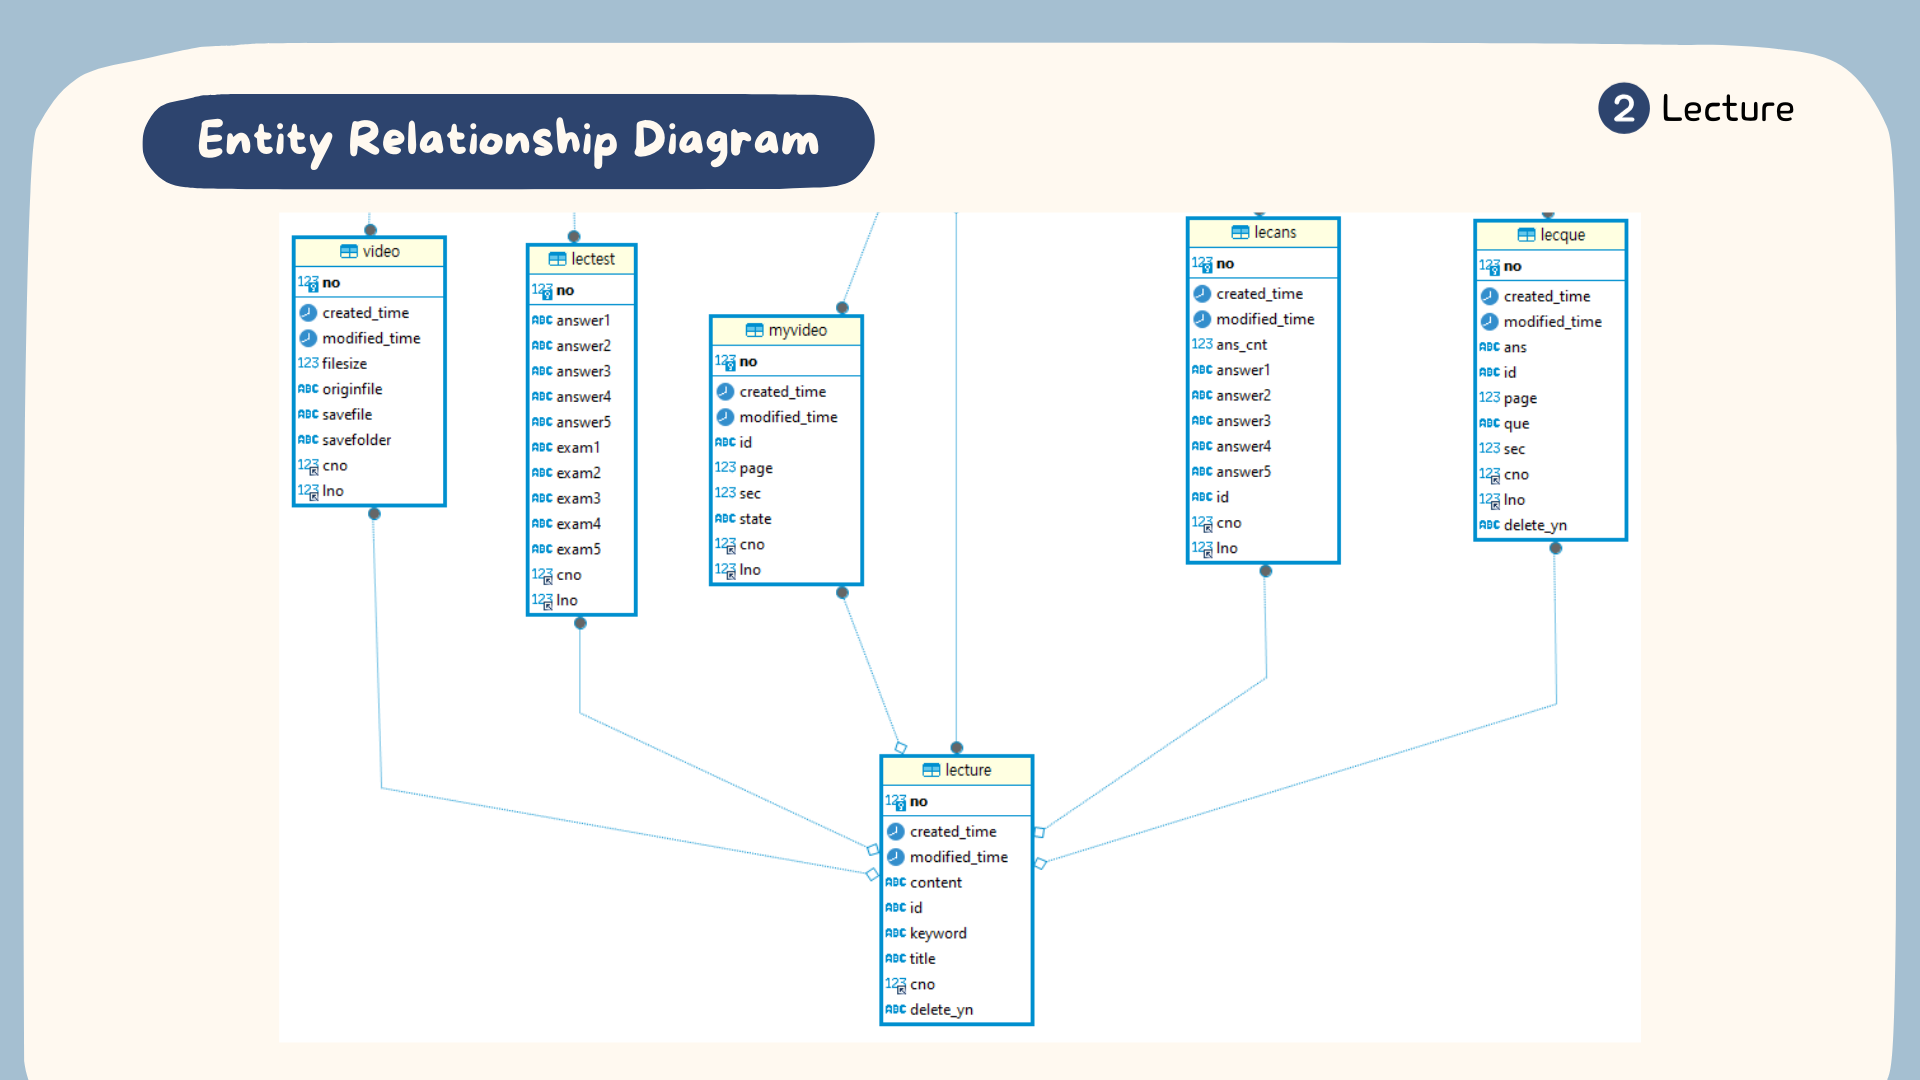 Entity Relationship Diagram
2 Lecture
video
123 no
created_time
modified_time
123 filesize
ABC originfile
ABC savefile
ABC savefolder
123 cno
123 lno
lectest
123 no
ABC answer1
ABC answer2
ABC answer3
ABC answer4
ABC answer5
ABC exam1
ABC exam2
ABC exam3
ABC exam4
ABC exam5
123 cno
123 lno
myvideo
123 no
created_time
modified_time
ABC id
123 page
123 sec
ABC state
123 cno
123 lno
lecans
123 no
created_time
modified_time
123 ans_cnt
ABC answer1
ABC answer2
ABC answer3
ABC answer4
ABC answer5
ABC id
123 cno
123 lno
lecque
123 no
created_time
modified_time
ABC ans
ABC id
123 page
ABC que
123 sec
123 cno
123 lno
ABC delete_yn
lecture
123 no
created_time
modified_time
ABC content
ABC id
ABC keyword
ABC title
123 cno
ABC delete_yn